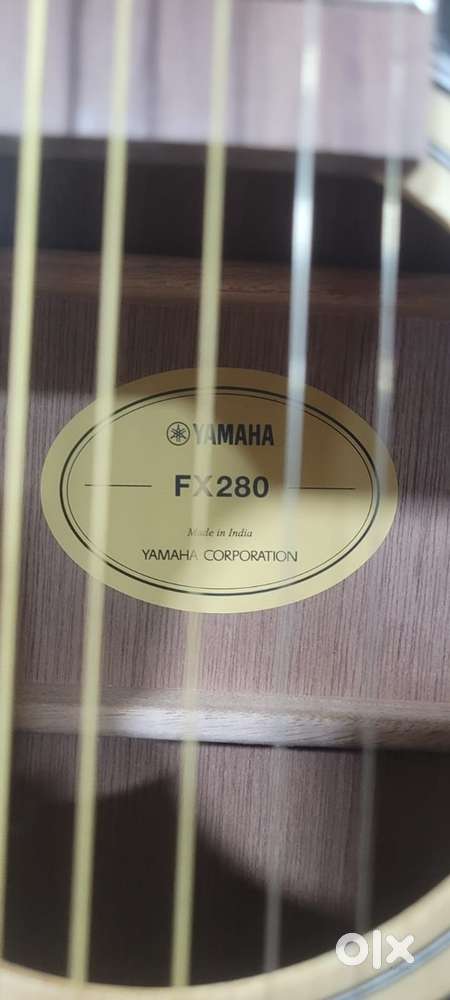 YAMAHA
FX280
Made in India
YAMAHA CORPORATION
olx